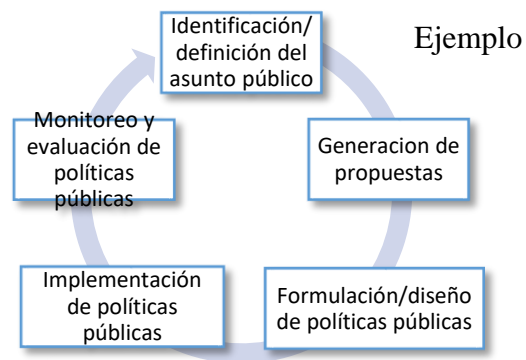 Identificación/
definición del
asunto público
Ejemplo
Generacion de
propuestas
Formulación/diseño
de políticas públicas
Implementación
de políticas
públicas
Monitoreo y
evaluación de
políticas
públicas